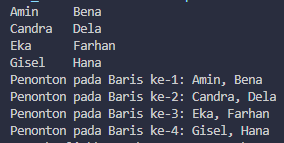 Amin    Bena
Candra  Dela
Eka     Farhan
Gisel   Hana
Penonton pada Baris ke-1: Amin, Bena
Penonton pada Baris ke-2: Candra, Dela
Penonton pada Baris ke-3: Eka, Farhan
Penonton pada Baris ke-4: Gisel, Hana